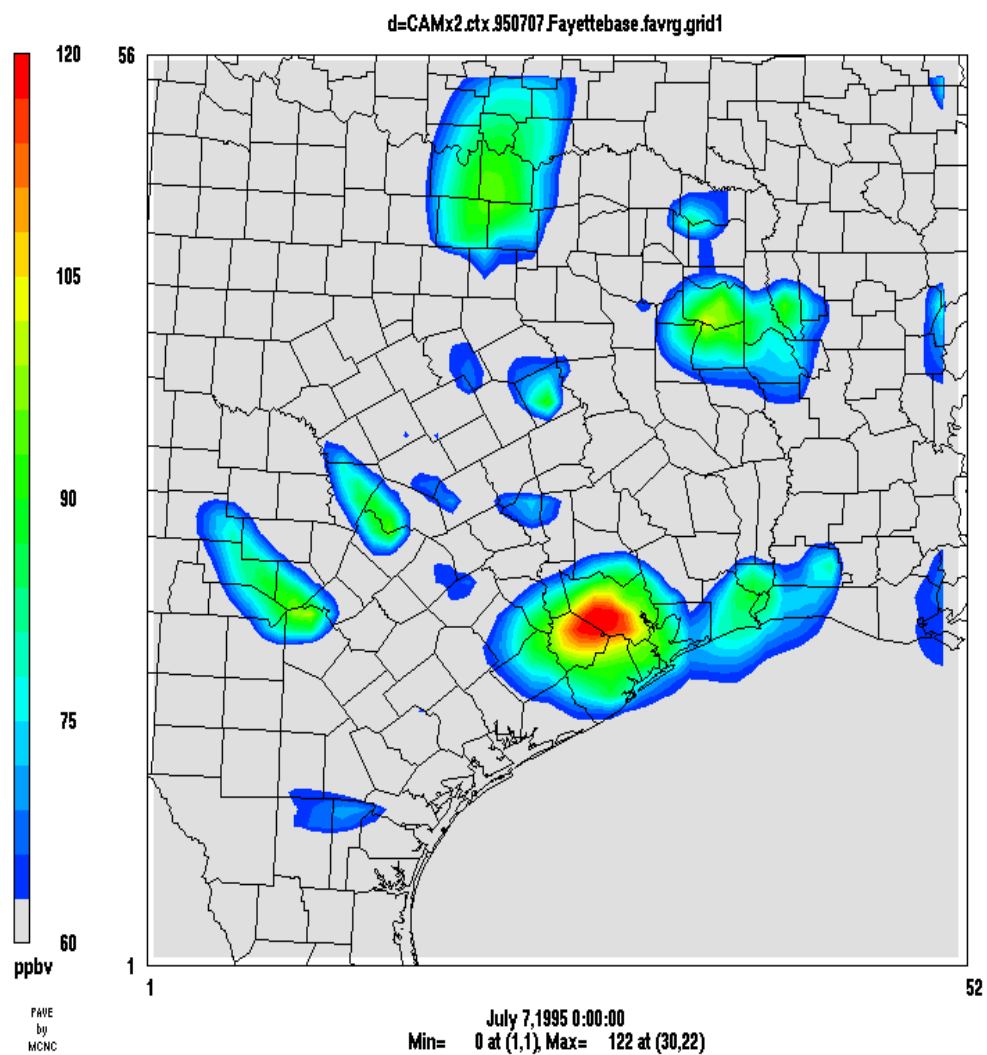 d=CAMx2.ctx.950707.Fayettebase.favrg.grid1
120
105
90
75
60
ppbv
56
1
1
52
PAVE
by
MCNC
July 7,1995 0:00:00
Min= 0 at (1,1), Max= 122 at (30,22)